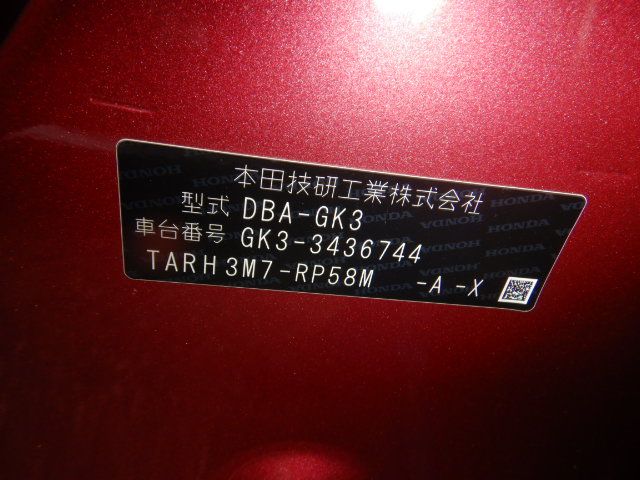 本田技研工業株式会社
型式 DBA-GK3
車台番号 GK3-3436744
TARH3M7-RP58M -A -X